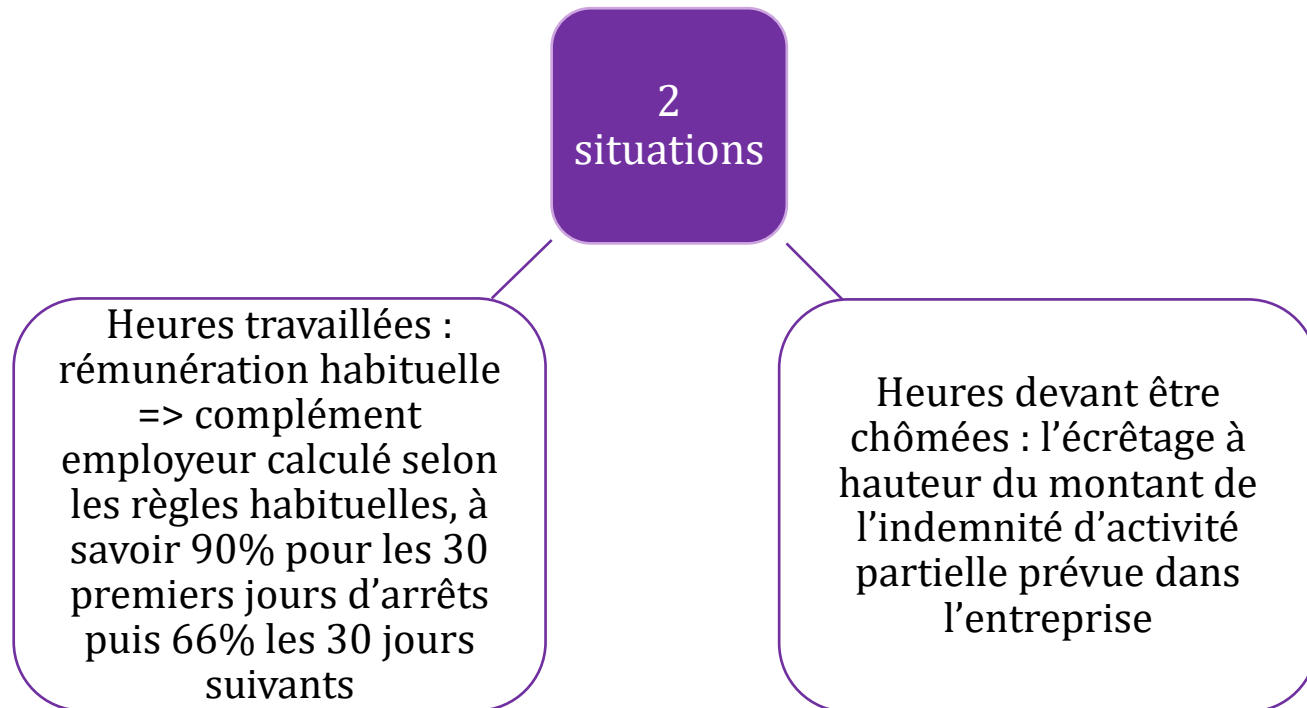 2
situations
Heures travaillées :
rémunération habituelle
=> complément
employeur calculé selon
les règles habituelles, à
savoir 90% pour les 30
premiers jours d’arrêts
puis 66% les 30 jours
suivants
Heures devant être
chômées : l’écrêtage à
hauteur du montant de
l’indemnité d’activité
partielle prévue dans
l’entreprise